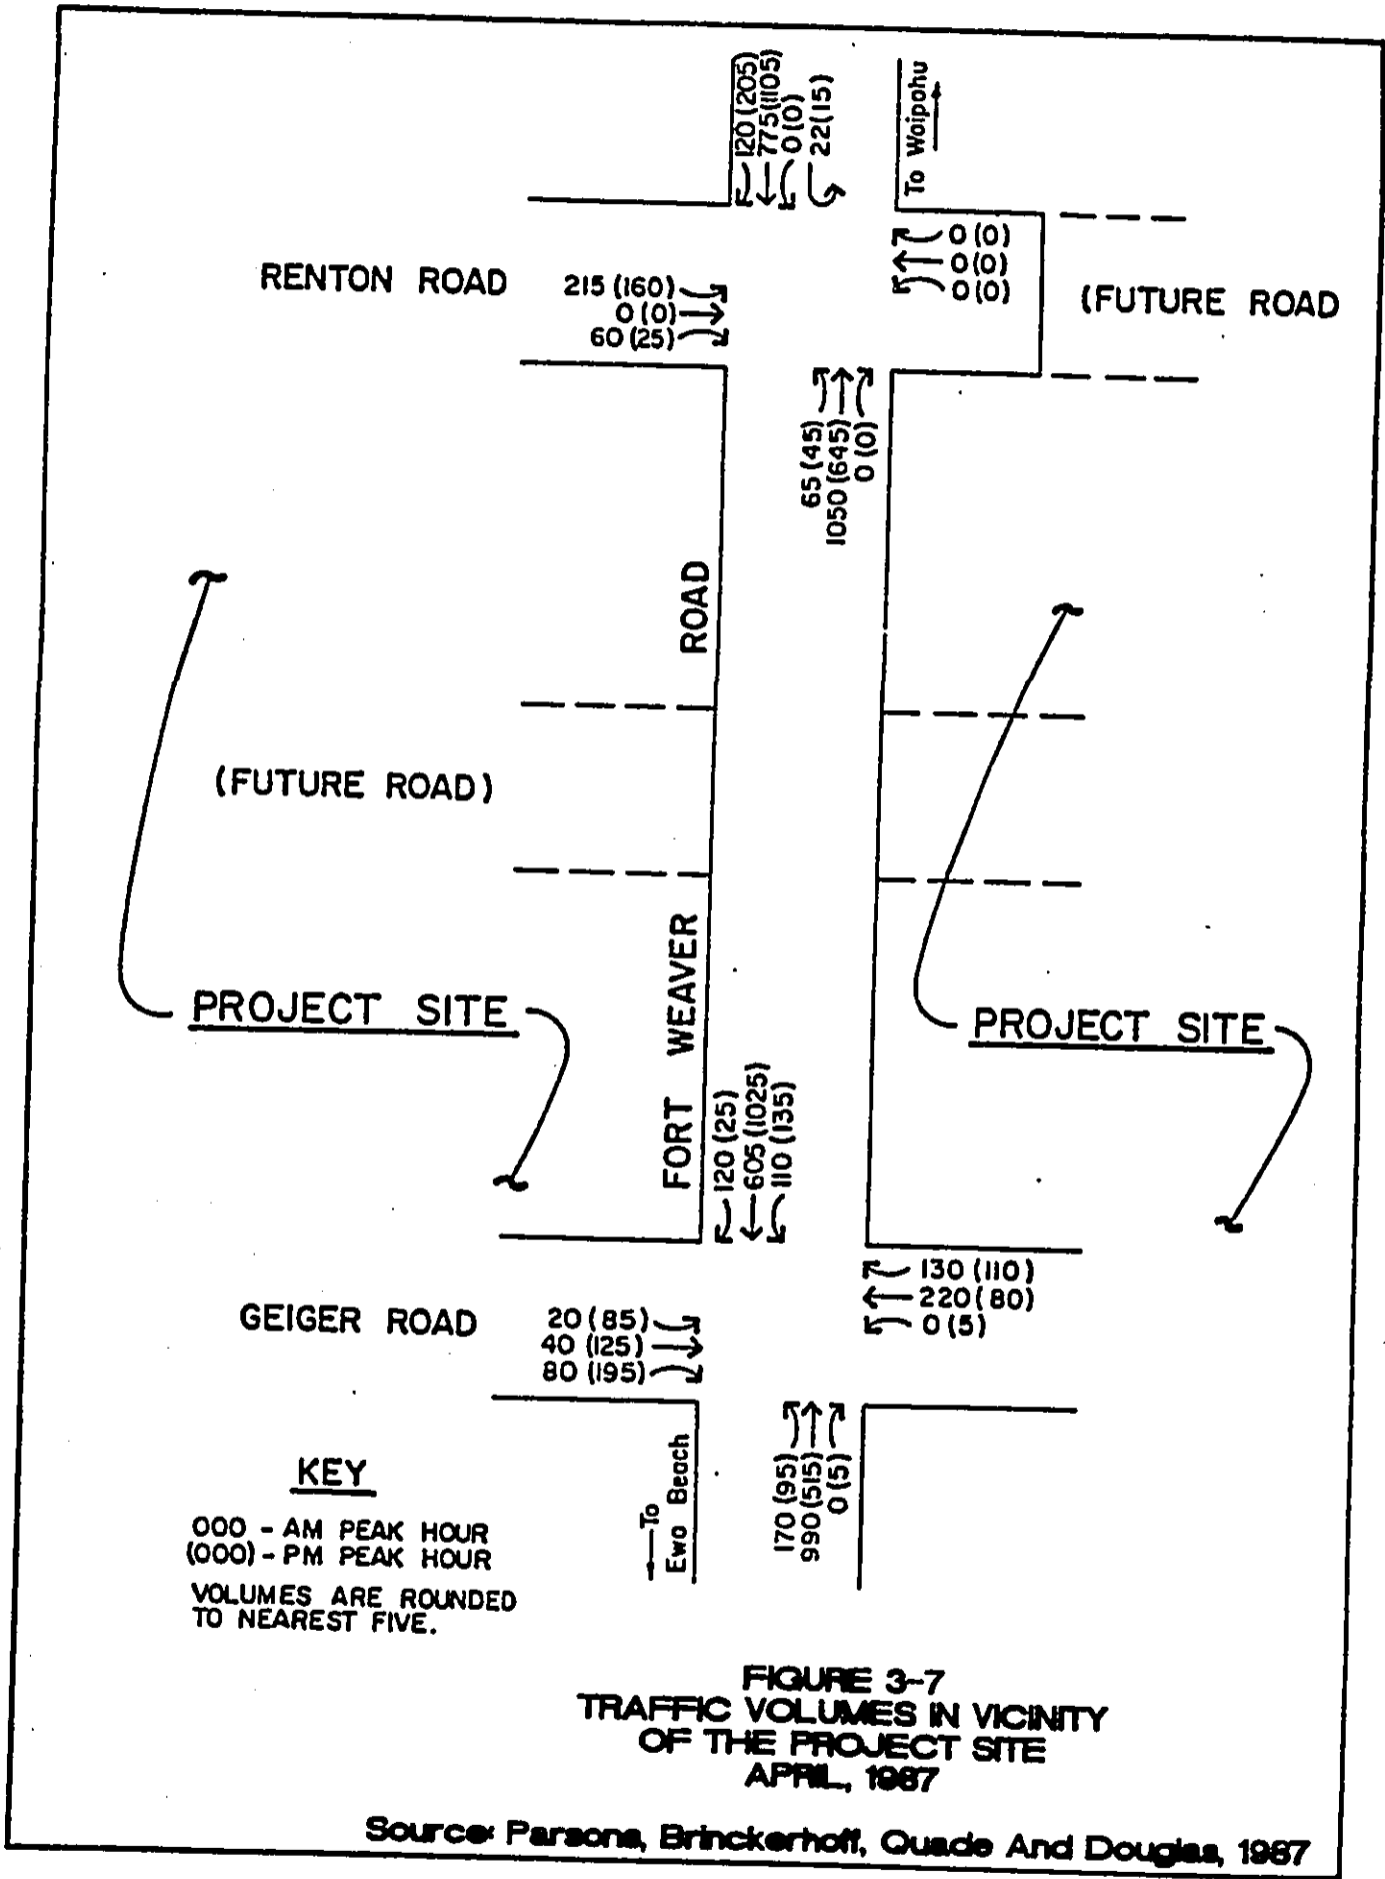 120 (205)
775 (1105)
0 (0)
22 (15)
To Waipahu
0 (0)
0 (0)
0 (0)
RENTON ROAD
215 (160)
0 (0)
60 (25)
(FUTURE ROAD
65 (45)
1050 (645)
0 (0)
FORT WEAVER ROAD
(FUTURE ROAD)
PROJECT SITE
PROJECT SITE
120 (25)
605 (1025)
110 (135)
130 (110)
220 (80)
0 (5)
GEIGER ROAD
20 (85)
40 (125)
80 (195)
To
Ewa Beach
170 (95)
990 (515)
0 (5)
KEY
000 - AM PEAK HOUR
(000) - PM PEAK HOUR
VOLUMES ARE ROUNDED
TO NEAREST FIVE.
FIGURE 3-7
TRAFFIC VOLUMES IN VICINITY
OF THE PROJECT SITE
APRIL, 1987
Source: Parsons, Brinckerhoff, Quade And Douglas, 1987